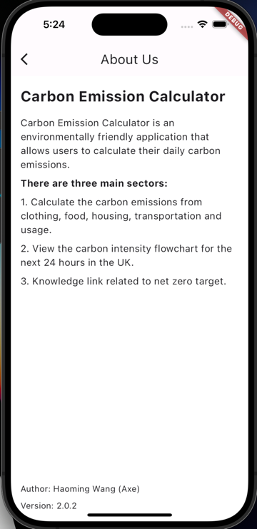 5:24
DEBUG
About Us
Carbon Emission Calculator
Carbon Emission Calculator is an
environmentally friendly application that
allows users to calculate their daily carbon
emissions.
There are three main sectors:
1. Calculate the carbon emissions from
clothing, food, housing, transportation and
usage.
2. View the carbon intensity flowchart for the
next 24 hours in the UK.
3. Knowledge link related to net zero target.
Author: Haoming Wang (Axe)
Version: 2.0.2